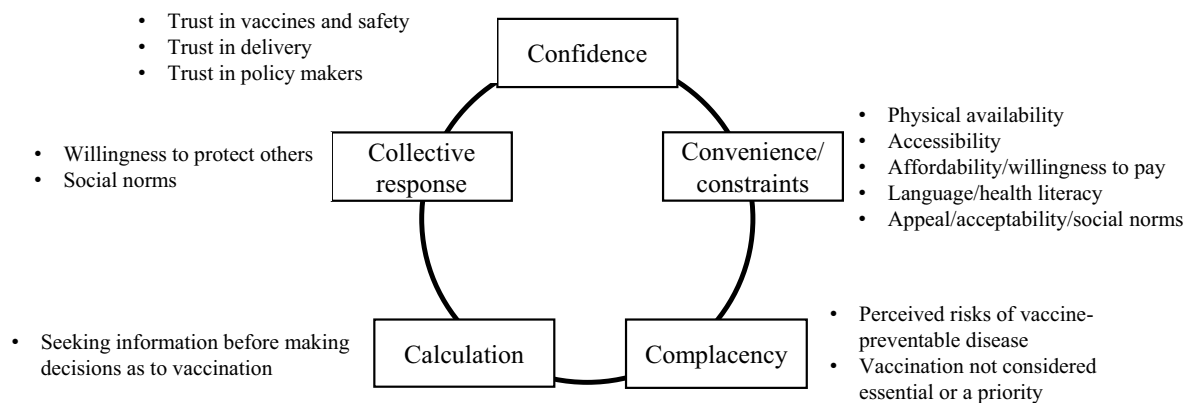 • Trust in vaccines and safety
• Trust in delivery
• Trust in policy makers
Confidence
• Willingness to protect others
• Social norms
Collective
response
Convenience/
constraints
• Physical availability
• Accessibility
• Affordability/willingness to pay
• Language/health literacy
• Appeal/acceptability/social norms
• Seeking information before making
decisions as to vaccination
Calculation
Complacency
• Perceived risks of vaccine-
preventable disease
• Vaccination not considered
essential or a priority